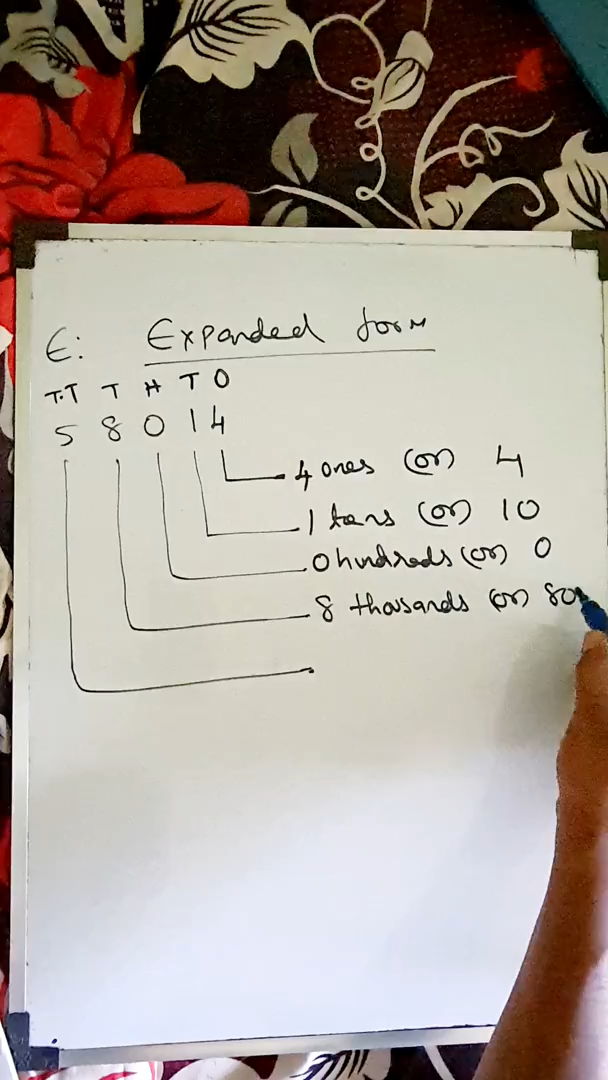 E: Expanded form
T.T T H T O
5 8 0 1 4
4 ones (or) 4
1 tens (or) 10
0 hundreds (or) 0
8 thousands (or) 80